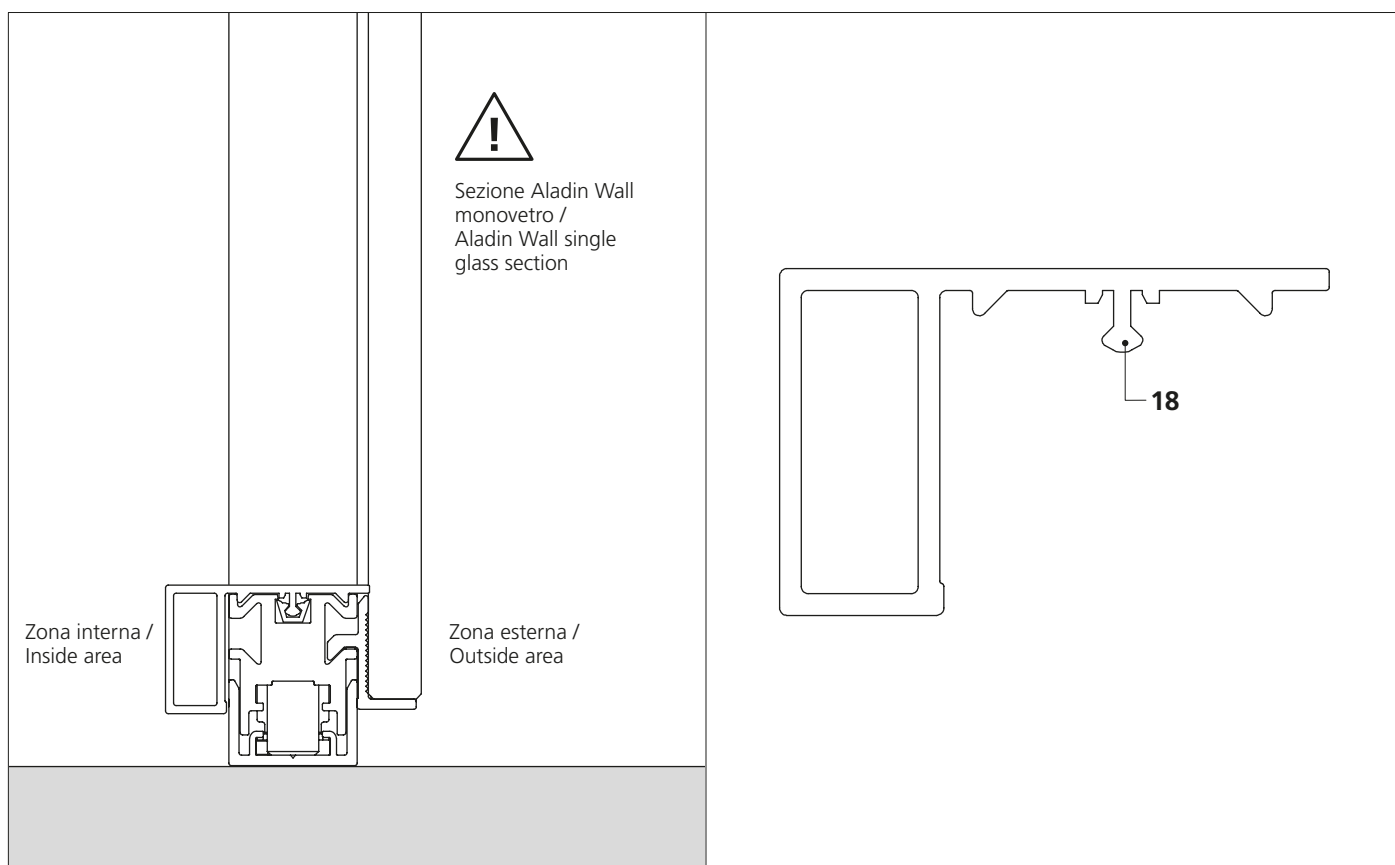 !
Sezione Aladin Wall
monovetro /
Aladin Wall single
glass section
Zona interna /
Inside area
Zona esterna /
Outside area
18